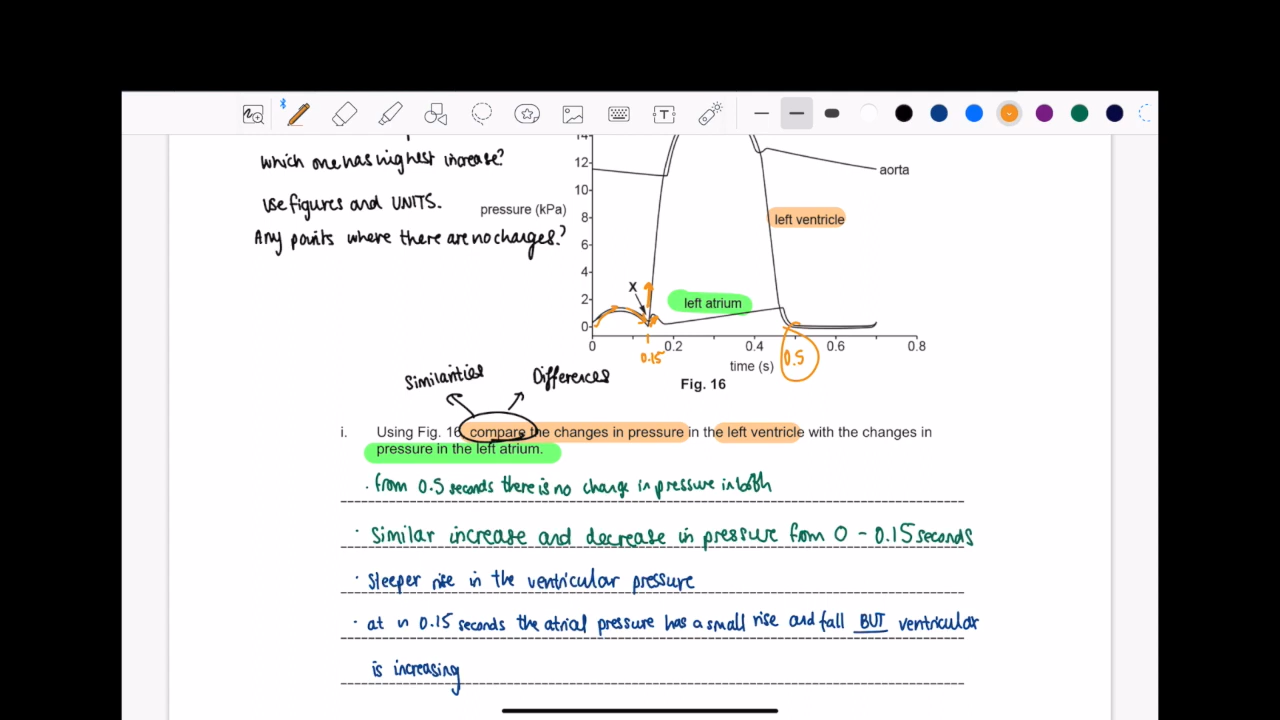 which one has highest increase?
use figures and UNITS.
Any points where there are no changes?
pressure (kPa)
14
12
10
8
6
4
2
0
aorta
left ventricle
X
left atrium
0
0.2
0.4
0.6
0.8
0.15
0.5
time (s)
Fig. 16
Similarities
Differences
i. Using Fig. 16 compare the changes in pressure in the left ventricle with the changes in
pressure in the left atrium.
· from 0.5 seconds there is no change in pressure in both
· Similar increase and decrease in pressure from 0 - 0.15 seconds
· Steeper rise in the ventricular pressure
· at ~ 0.15 seconds the atrial pressure has a small rise and fall BUT ventricular
is increasing